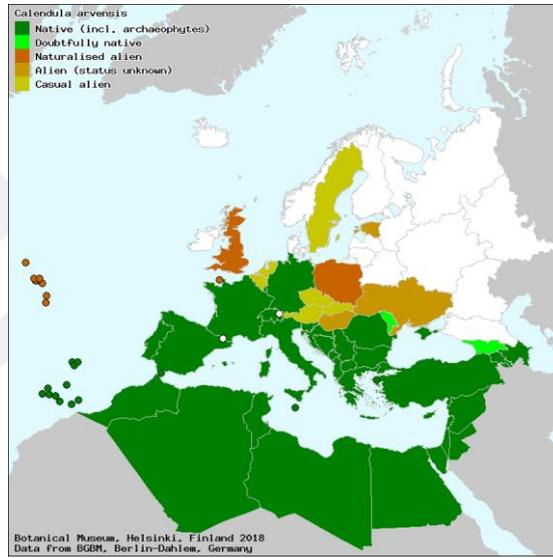 Calendula arvensis
Native (incl. archaeophytes)
Doubtfully native
Naturalised alien
Alien (status unknown)
Casual alien
Botanical Museum, Helsinki, Finland 2018
Data from BGBM, Berlin-Dahlem, Germany